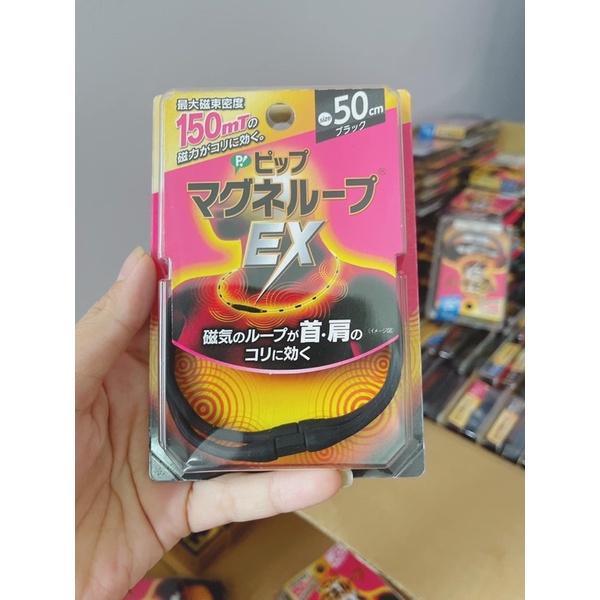 最大磁束密度
150mTの
磁力がコリに効く。
size 50cm
ブラック
P! ピップ
マグネループ®
EX
磁気のループが首・肩の
コリに効く
(イメージ図)